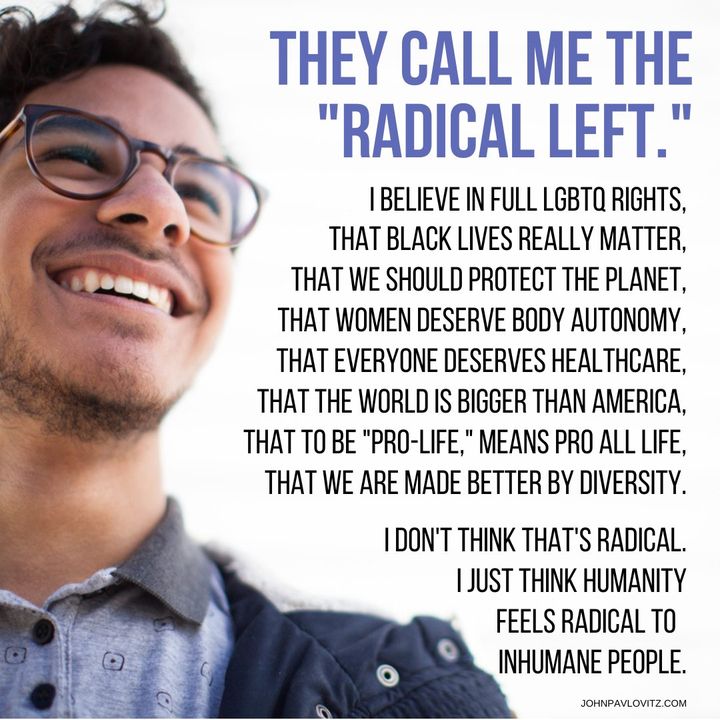 THEY CALL ME THE
"RADICAL LEFT."
I BELIEVE IN FULL LGBTQ RIGHTS,
THAT BLACK LIVES REALLY MATTER,
THAT WE SHOULD PROTECT THE PLANET,
THAT WOMEN DESERVE BODY AUTONOMY,
THAT EVERYONE DESERVES HEALTHCARE,
THAT THE WORLD IS BIGGER THAN AMERICA,
THAT TO BE "PRO-LIFE," MEANS PRO ALL LIFE,
THAT WE ARE MADE BETTER BY DIVERSITY.
I DON'T THINK THAT'S RADICAL.
I JUST THINK HUMANITY
FEELS RADICAL TO
INHUMANE PEOPLE.
JOHNPAVLOVITZ.COM